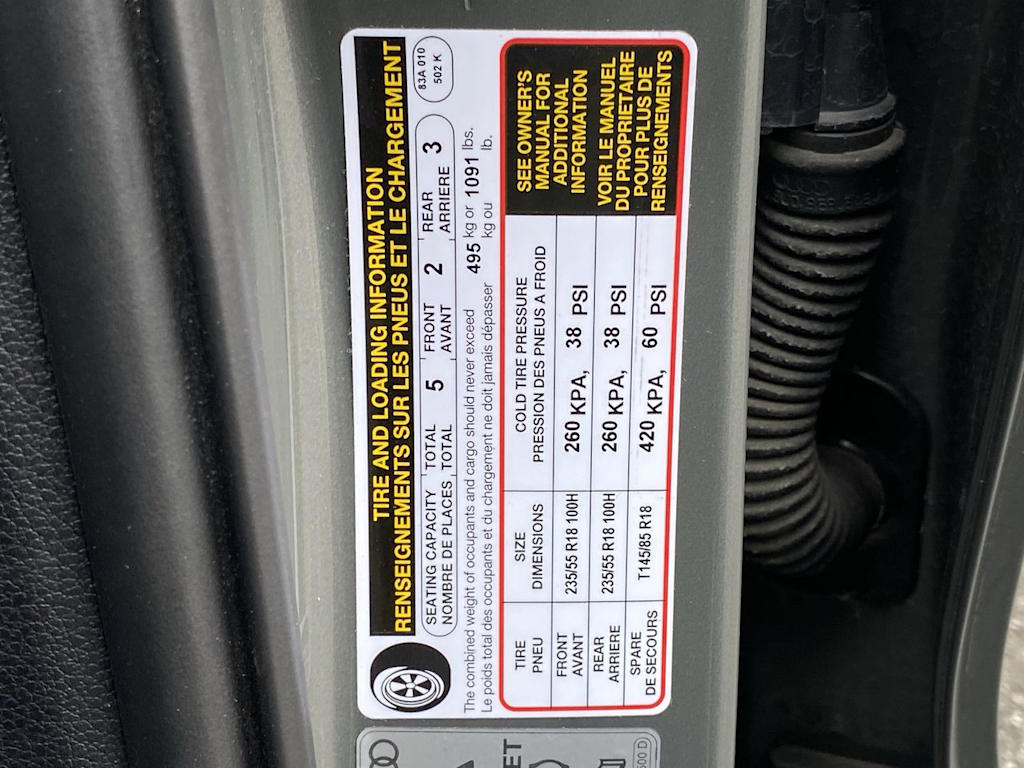 TIRE AND LOADING INFORMATION
RENSEIGNEMENTS SUR LES PNEUS ET LE CHARGEMENT
83A 010
502 K
SEATING CAPACITY TOTAL 5 FRONT 2 REAR 3
NOMBRE DE PLACES TOTAL AVANT ARRIERE
The combined weight of occupants and cargo should never exceed 495 kg or 1091 lbs.
Le poids total des occupants et du chargement ne doit jamais dépasser kg ou lb.
TIRE SIZE COLD TIRE PRESSURE
PNEU DIMENSIONS PRESSION DES PNEUS A FROID
FRONT
AVANT 235/55 R18 100H 260 KPA, 38 PSI
REAR
ARRIERE 235/55 R18 100H 260 KPA, 38 PSI
SPARE
DE SECOURS T145/85 R18 420 KPA, 60 PSI
SEE OWNER'S
MANUAL FOR
ADDITIONAL
INFORMATION
VOIR LE MANUEL
DU PROPRIETAIRE
POUR PLUS DE
RENSEIGNEMENTS
ET
500 D